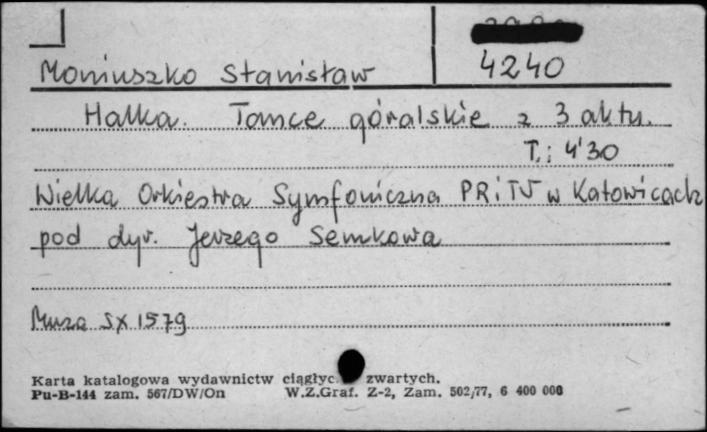 Moniuszko Stanisław 4240
Halka. Tańce góralskie z 3 aktu.
T.: 4'30
Wielka Orkiestra Symfoniczna PRiTV w Katowicach
pod dyr. Jerzego Semkowa
Muza SX 1579
Karta katalogowa wydawnictw ciągłyc zwartych.
Pu-B-144 zam. 567/DW/On W.Z.Graf. Z-2, Zam. 502/77, 6 400 000